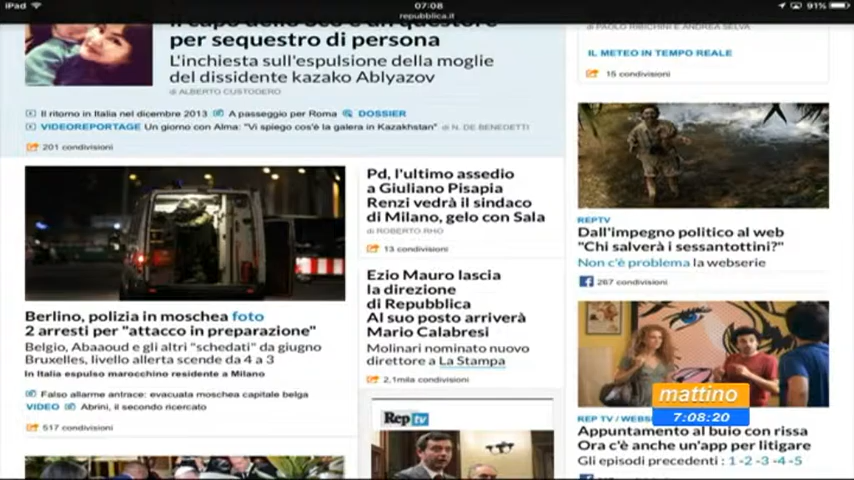 iPad
07:08
91%
repubblica.it
per sequestro di persona
L'inchiesta sull'espulsione della moglie
del dissidente kazako Ablyazov
di ALBERTO CUSTODERO
Il ritorno in Italia nel dicembre 2013 A passeggio per Roma DOSSIER
VIDEOREPORTAGE Un giorno con Alma: "Vi spiego cos'è la galera in Kazakhstan" di N. DE BENEDETTI
201 condivisioni
Berlino, polizia in moschea foto
2 arresti per "attacco in preparazione"
Belgio, Abaaoud e gli altri "schedati" da giugno
Bruxelles, livello allerta scende da 4 a 3
In Italia espulso marocchino residente a Milano
Falso allarme antrace: evacuata moschea capitale belga
VIDEO Abrini, il secondo ricercato
517 condivisioni
Pd, l'ultimo assedio
a Giuliano Pisapia
Renzi vedrà il sindaco
di Milano, gelo con Sala
di ROBERTO RHO
13 condivisioni
Ezio Mauro lascia
la direzione
di Repubblica
Al suo posto arriverà
Mario Calabresi
Molinari nominato nuovo
direttore a La Stampa
2,1mila condivisioni
Rep tv
di PAOLO RIBICHINI E ANDREA SELVA
IL METEO IN TEMPO REALE
15 condivisioni
REPTV
Dall'impegno politico al web
"Chi salverà i sessantottini?"
Non c'è problema la webserie
267 condivisioni
mattino
7:08:20
REP TV /
Appuntamento al buio con rissa
Ora c'è anche un'app per litigare
Gli episodi precedenti : 1 -2 -3 -4 -5